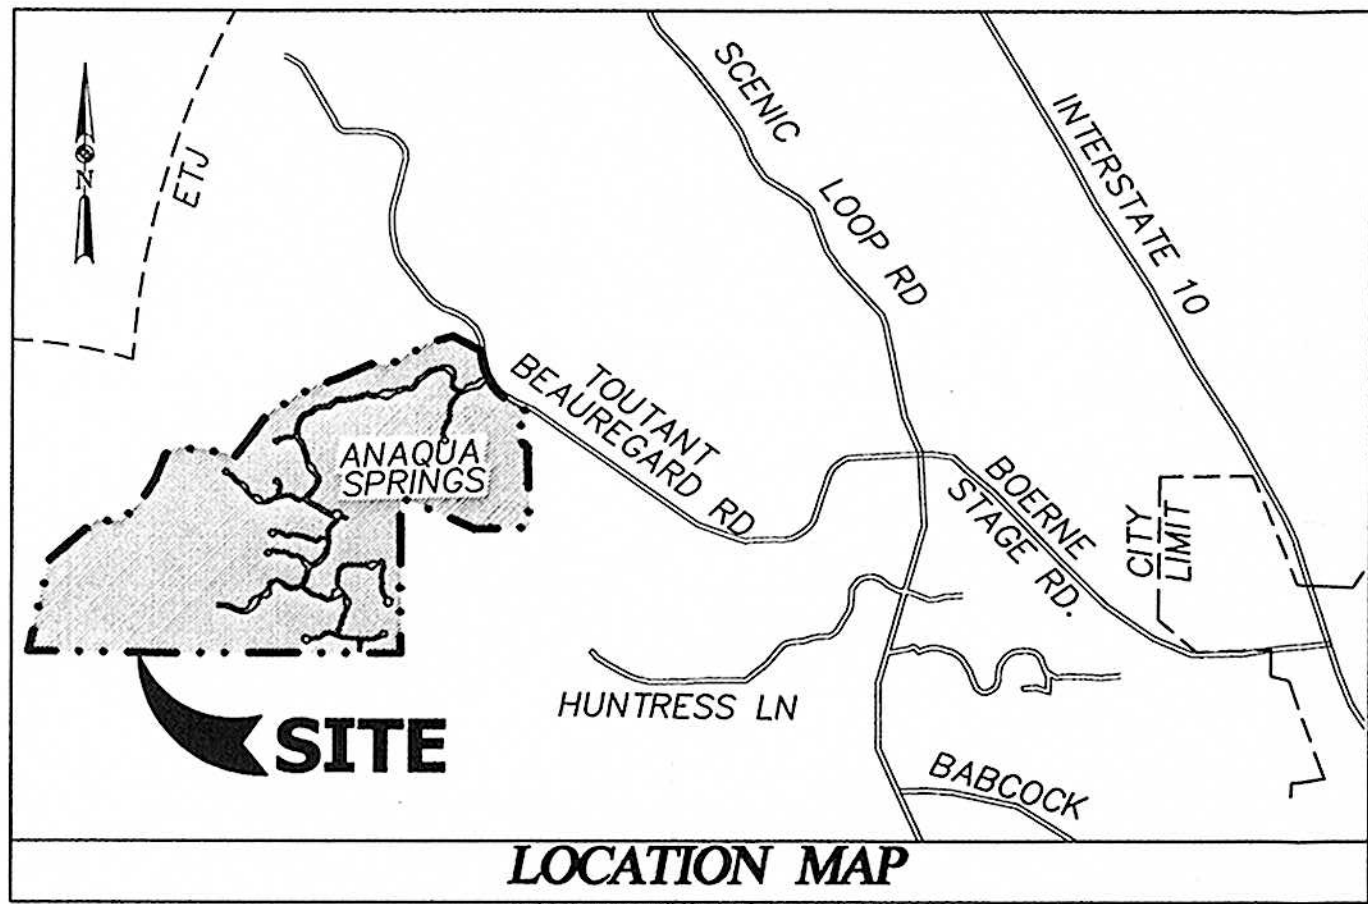 SCENIC
LOOP RD
INTERSTATE 10
ETJ
N
TOUTANT
BEAUREGARD RD
ANAQUA
SPRINGS
BOERNE
STAGE RD.
CITY
LIMIT
HUNTRESS LN
SITE
BABCOCK
LOCATION MAP